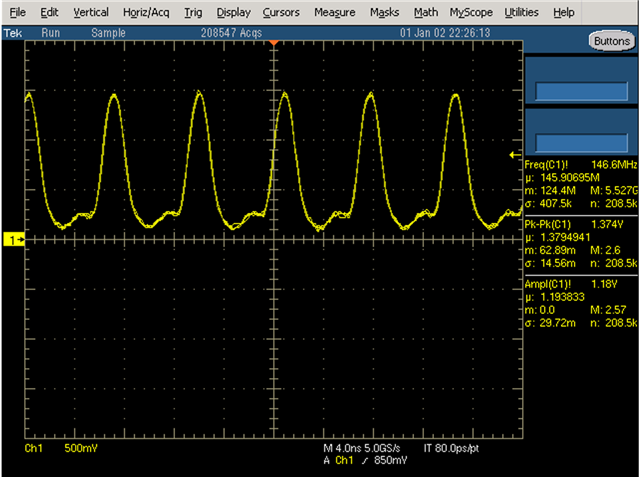 File Edit Vertical Horiz/Acq Trig Display Cursors Measure Masks Math MyScope Utilities Help
Tek Run Sample 208547 Acqs 01 Jan 02 22:26:13
Buttons
Freq(C1)! 146.6MHz
µ: 145.90695M
m: 124.4M M: 5.527G
σ: 407.5k n: 208.5k
Pk-Pk(C1) 1.374V
µ: 1.3794941
m: 62.89m M: 2.6
σ: 14.56m n: 208.5k
Ampl(C1)! 1.18V
µ: 1.193833
m: 0.0 M: 2.57
σ: 29.72m n: 208.5k
1
Ch1 500mV M 4.0ns 5.0GS/s IT 80.0ps/pt
A Ch1 / 850mV